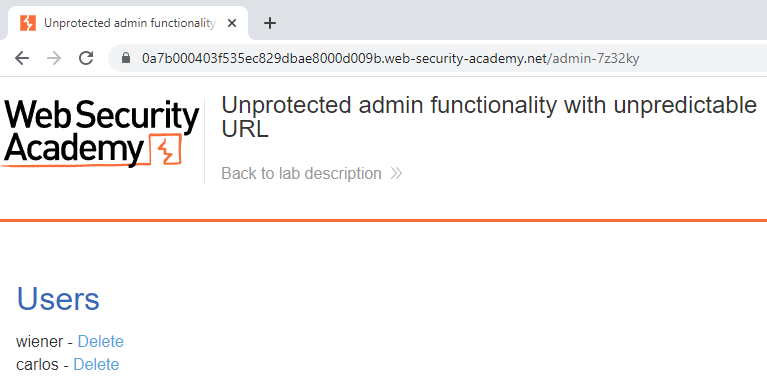 Unprotected admin functionality
0a7b000403f535ec829dbae8000d009b.web-security-academy.net/admin-7z32ky
Web Security
Academy
Unprotected admin functionality with unpredictable
URL
Back to lab description
Users
wiener - Delete
carlos - Delete